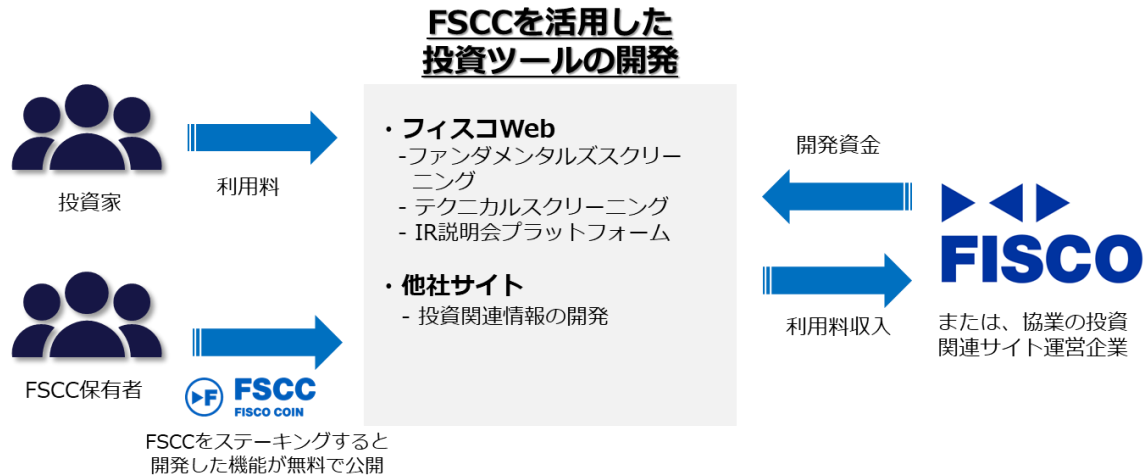 FSCCを活用した
投資ツールの開発
投資家
利用料
・フィスコWeb
-ファンダメンタルズスクリー
ニング
- テクニカルスクリーニング
- IR説明会プラットフォーム
・他社サイト
- 投資関連情報の開発
開発資金
利用料収入
FISCO
または、協業の投資
関連サイト運営企業
FSCC保有者
F
FSCC
FISCO COIN
FSCCをステーキングすると
開発した機能が無料で公開